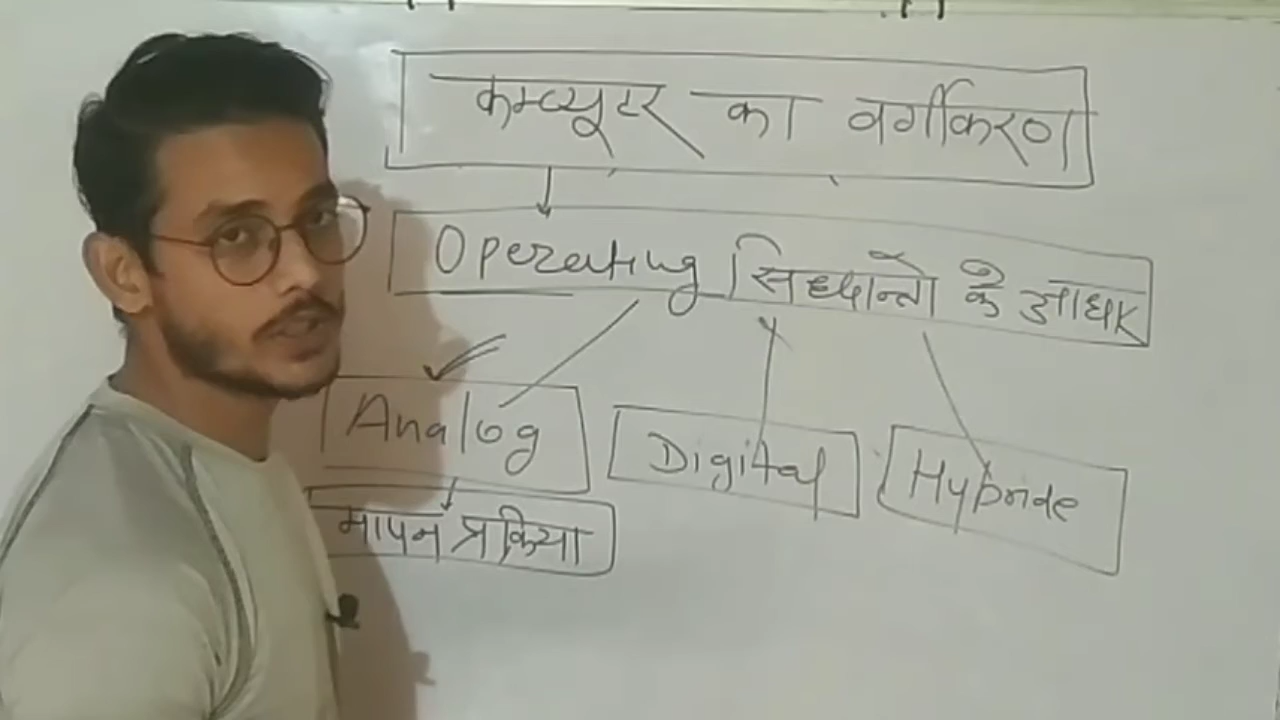 कम्प्यूटर का वर्गीकरण
Operating सिध्दान्तो के आधार
Analog Digital Hybride
मापन प्रक्रिया